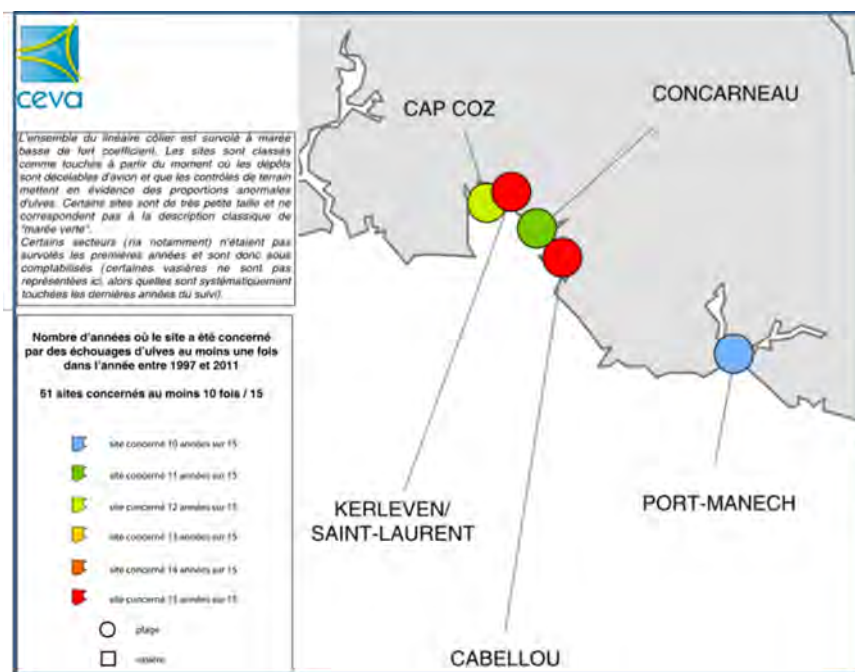 ceva
L'ensemble du linéaire côtier est survolé à marée
basse de fort coefficient. Les sites sont classés
comme touchés à partir du moment où les dépôts
sont décelables d'avion et que les contrôles de terrain
mettent en évidence des proportions anormales
d'ulves. Certains sites sont de très petite taille et ne
correspondent pas à la description classique de
"marée verte".
Certains secteurs (ria notamment) n'étaient pas
survolés les premières années et sont donc sous
comptabilisés (certaines vasières ne sont pas
représentées ici, alors quelles sont systématiquement
touchées les dernières années du suivi).
Nombre d'années où le site a été concerné
par des échouages d'ulves au moins une fois
dans l'année entre 1997 et 2011
51 sites concernés au moins 10 fois / 15
site concerné 10 années sur 15
site concerné 11 années sur 15
site concerné 12 années sur 15
site concerné 13 années sur 15
site concerné 14 années sur 15
site concerné 15 années sur 15
plage
vasière
CAP COZ
CONCARNEAU
KERLEVEN/
SAINT-LAURENT
PORT-MANECH
CABELLOU